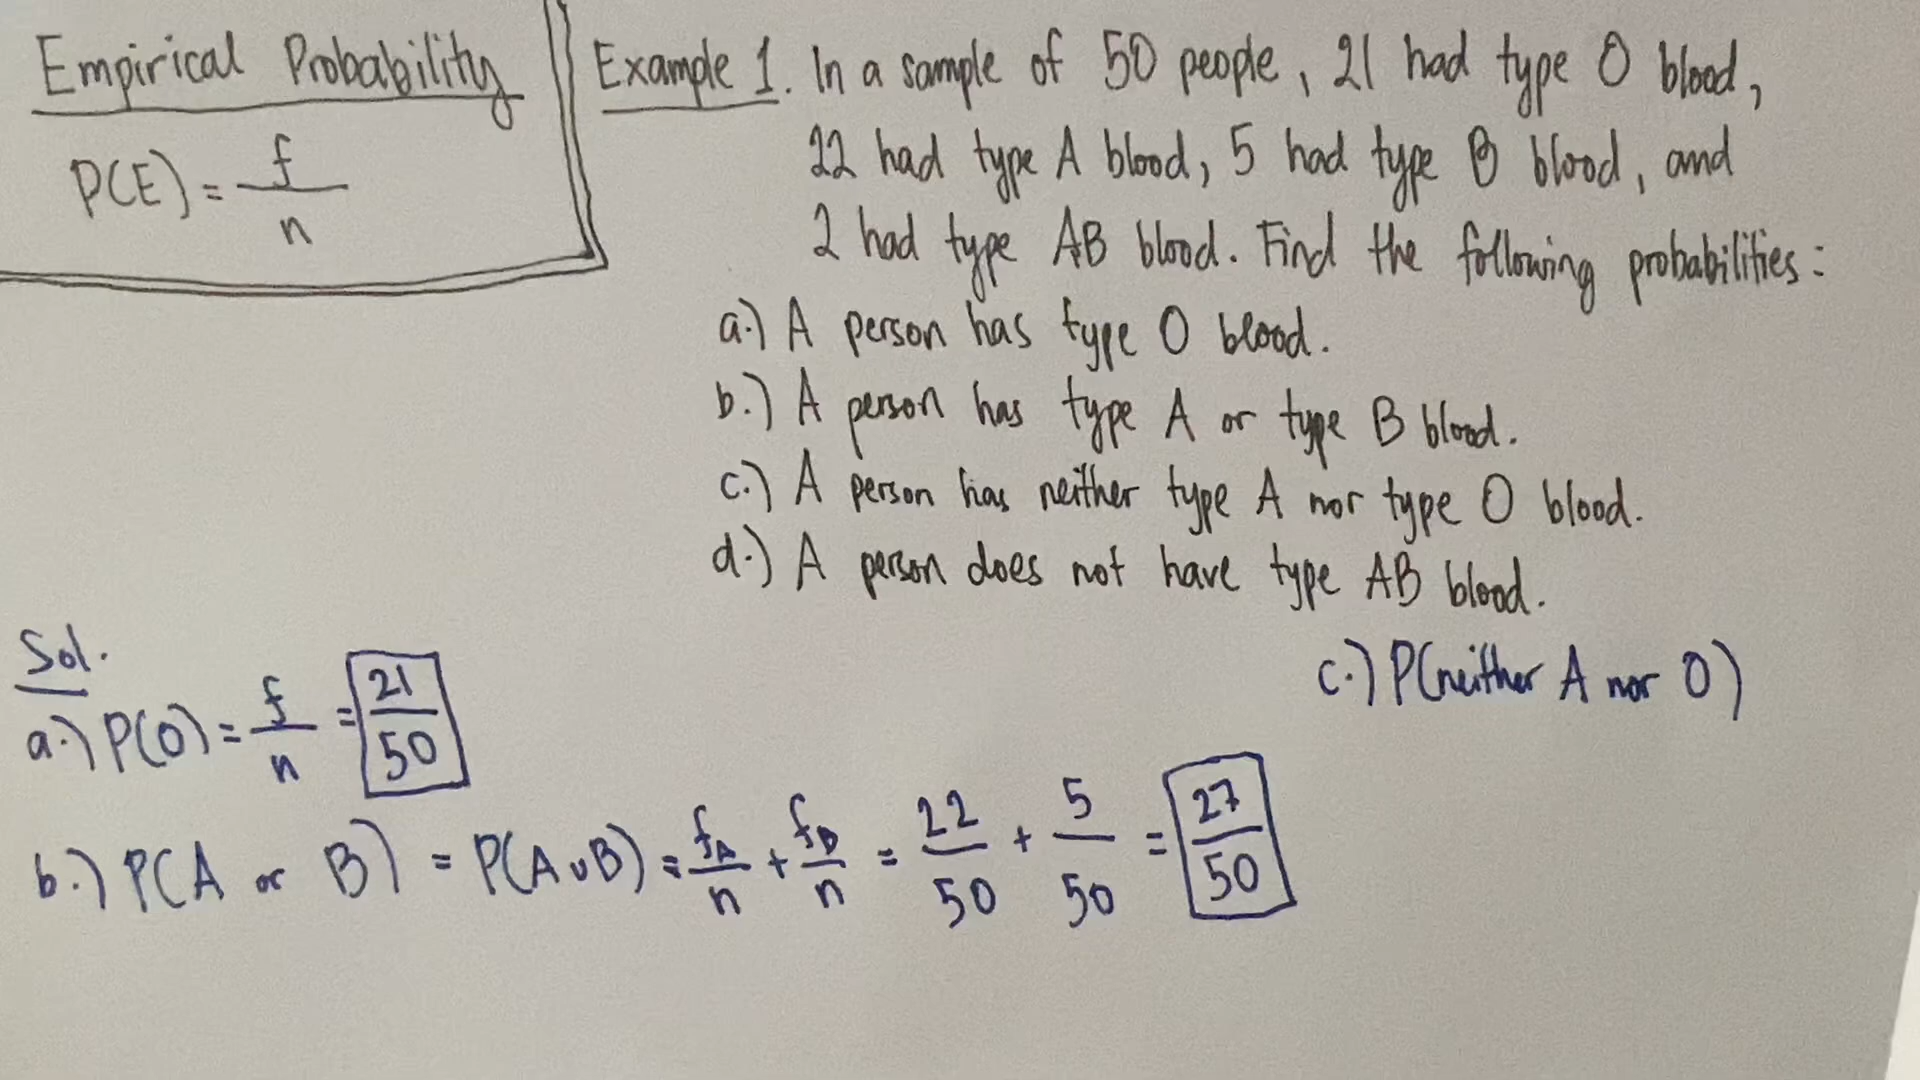 Empirical Probability
P(E) = f/n
Example 1. In a sample of 50 people, 21 had type O blood,
22 had type A blood, 5 had type B blood, and
2 had type AB blood. Find the following probabilities:
a.) A person has type O blood.
b.) A person has type A or type B blood.
c.) A person has neither type A nor type O blood.
d.) A person does not have type AB blood.
Sol.
a.) P(O) = f/n = 21/50
b.) P(A or B) = P(A∪B) = fA/n + fB/n = 22/50 + 5/50 = 27/50
c.) P(neither A nor O)